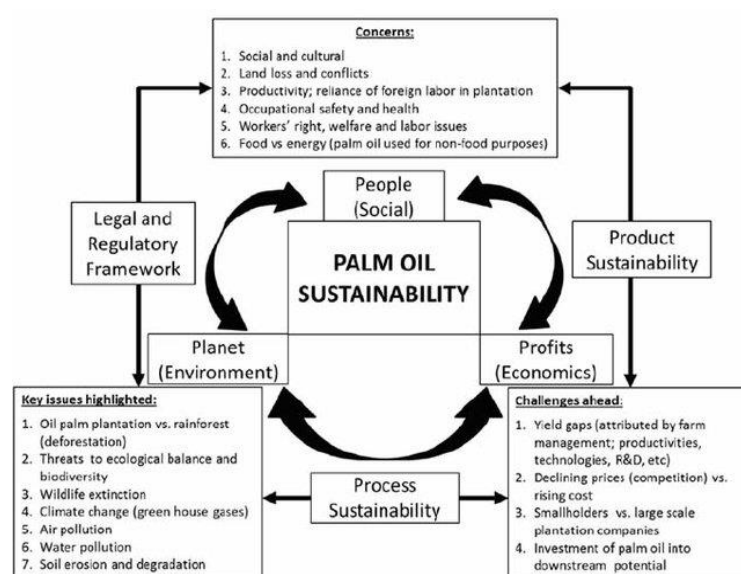 Concerns:
1. Social and cultural
2. Land loss and conflicts
3. Productivity; reliance of foreign labor in plantation
4. Occupational safety and health
5. Workers' right, welfare and labor issues
6. Food vs energy (palm oil used for non-food purposes)
People
(Social)
Legal and
Regulatory
Framework
PALM OIL
SUSTAINABILITY
Product
Sustainability
Planet
(Environment)
Profits
(Economics)
Key issues highlighted:
1. Oil palm plantation vs. rainforest
(deforestation)
2. Threats to ecological balance and
biodiversity
3. Wildlife extinction
4. Climate change (green house gases)
5. Air pollution
6. Water pollution
7. Soil erosion and degradation
Process
Sustainability
Challenges ahead:
1. Yield gaps (attributed by farm
management; productivities,
technologies, R&D, etc)
2. Declining prices (competition) vs.
rising cost
3. Smallholders vs. large scale
plantation companies
4. Investment of palm oil into
downstream potential